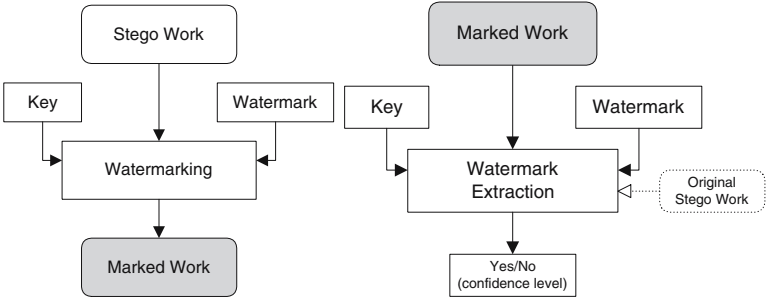 Stego Work
Key
Watermark
Watermarking
Marked Work
Marked Work
Key
Watermark
Watermark
Extraction
Original
Stego Work
Yes/No
(confidence level)